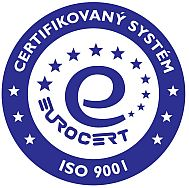 CERTIFIKOVANÝ SYSTÉM
e
EUROCERT
ISO 9001